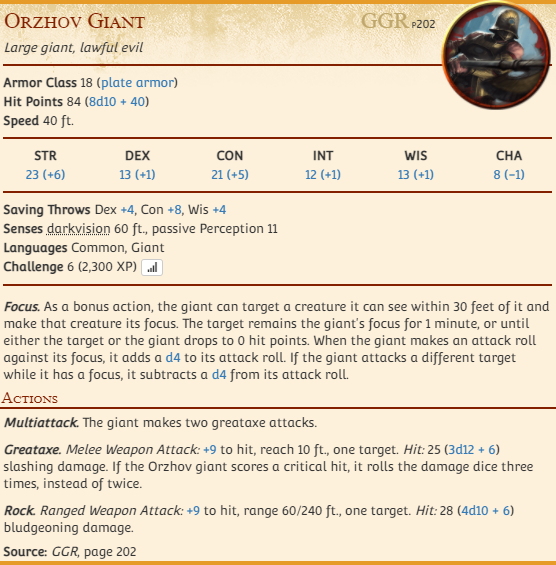 Orzhov Giant
GGR p202
Large giant, lawful evil
Armor Class 18 (plate armor)
Hit Points 84 (8d10 + 40)
Speed 40 ft.
STR DEX CON INT WIS CHA
23 (+6) 13 (+1) 21 (+5) 12 (+1) 13 (+1) 8 (−1)
Saving Throws Dex +4, Con +8, Wis +4
Senses darkvision 60 ft., passive Perception 11
Languages Common, Giant
Challenge 6 (2,300 XP)
Focus. As a bonus action, the giant can target a creature it can see within 30 feet of it and
make that creature its focus. The target remains the giant's focus for 1 minute, or until
either the target or the giant drops to 0 hit points. When the giant makes an attack roll
against its focus, it adds a d4 to its attack roll. If the giant attacks a different target
while it has a focus, it subtracts a d4 from its attack roll.
Actions
Multiattack. The giant makes two greataxe attacks.
Greataxe. Melee Weapon Attack: +9 to hit, reach 10 ft., one target. Hit: 25 (3d12 + 6)
slashing damage. If the Orzhov giant scores a critical hit, it rolls the damage dice three
times, instead of twice.
Rock. Ranged Weapon Attack: +9 to hit, range 60/240 ft., one target. Hit: 28 (4d10 + 6)
bludgeoning damage.
Source: GGR, page 202